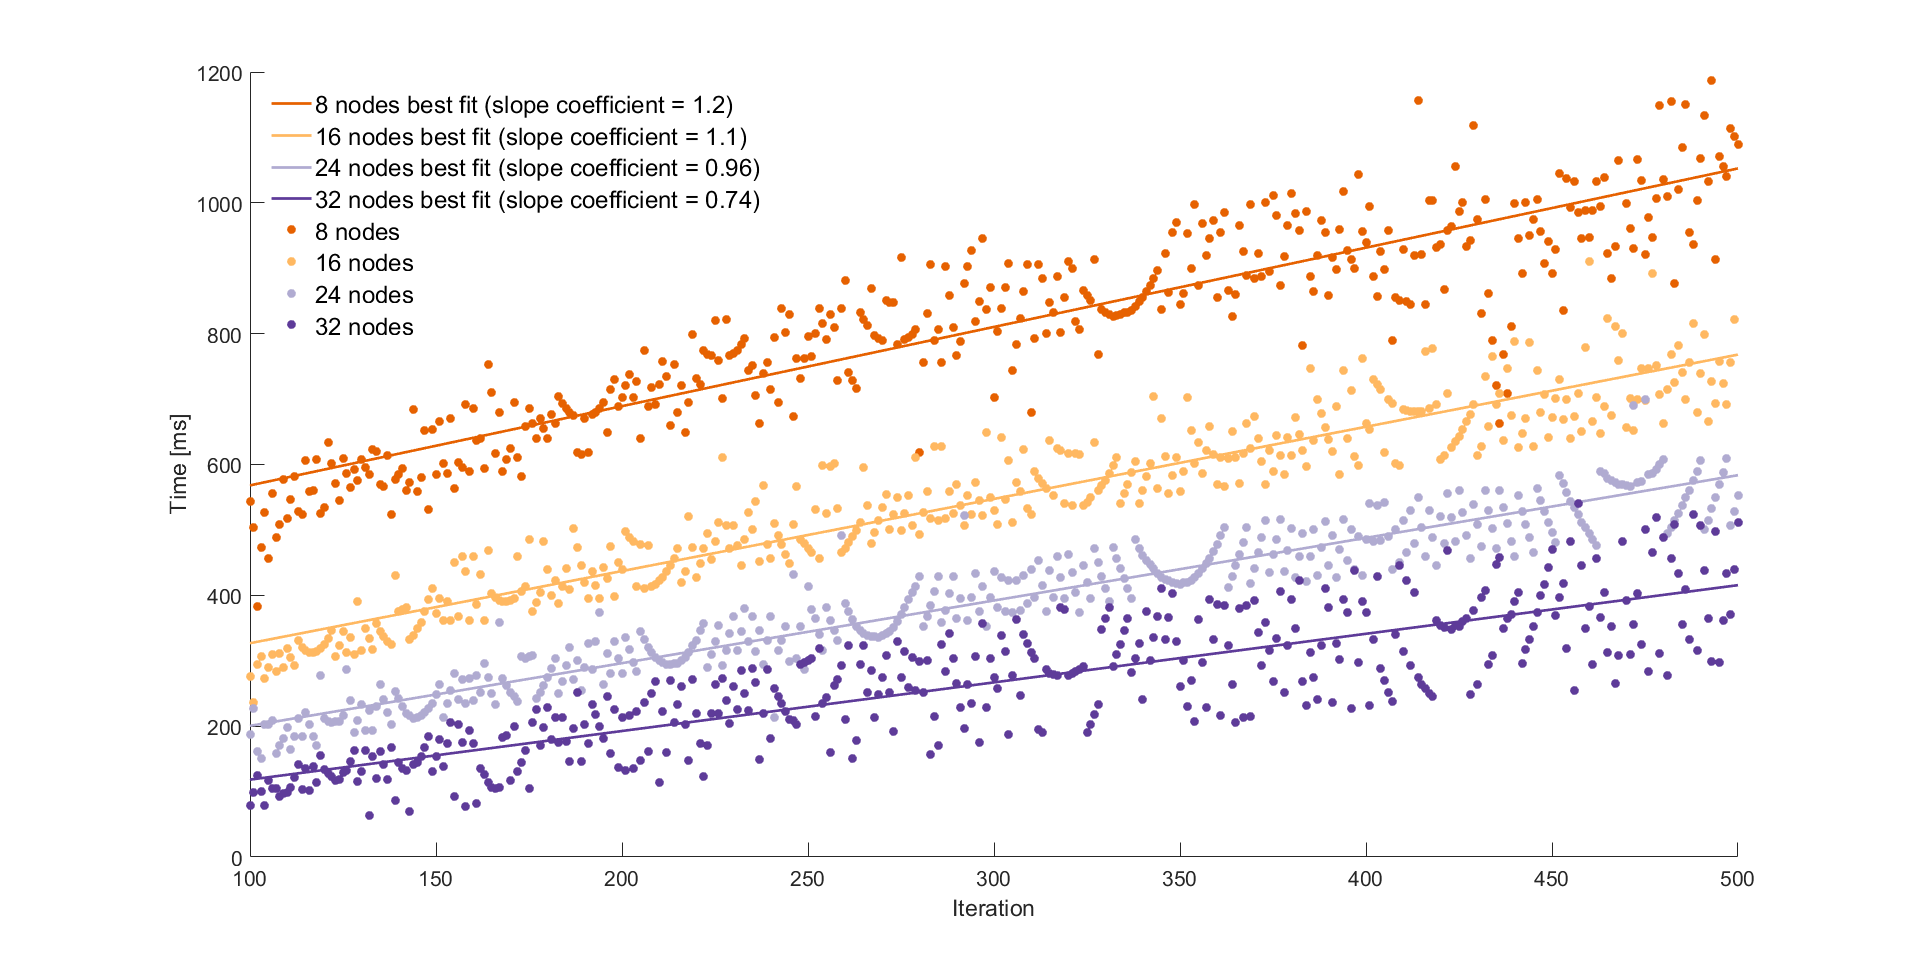 1200
1000
800
600
400
200
0
Time [ms]
8 nodes best fit (slope coefficient = 1.2)
16 nodes best fit (slope coefficient = 1.1)
24 nodes best fit (slope coefficient = 0.96)
32 nodes best fit (slope coefficient = 0.74)
8 nodes
16 nodes
24 nodes
32 nodes
100 150 200 250 300 350 400 450 500
Iteration